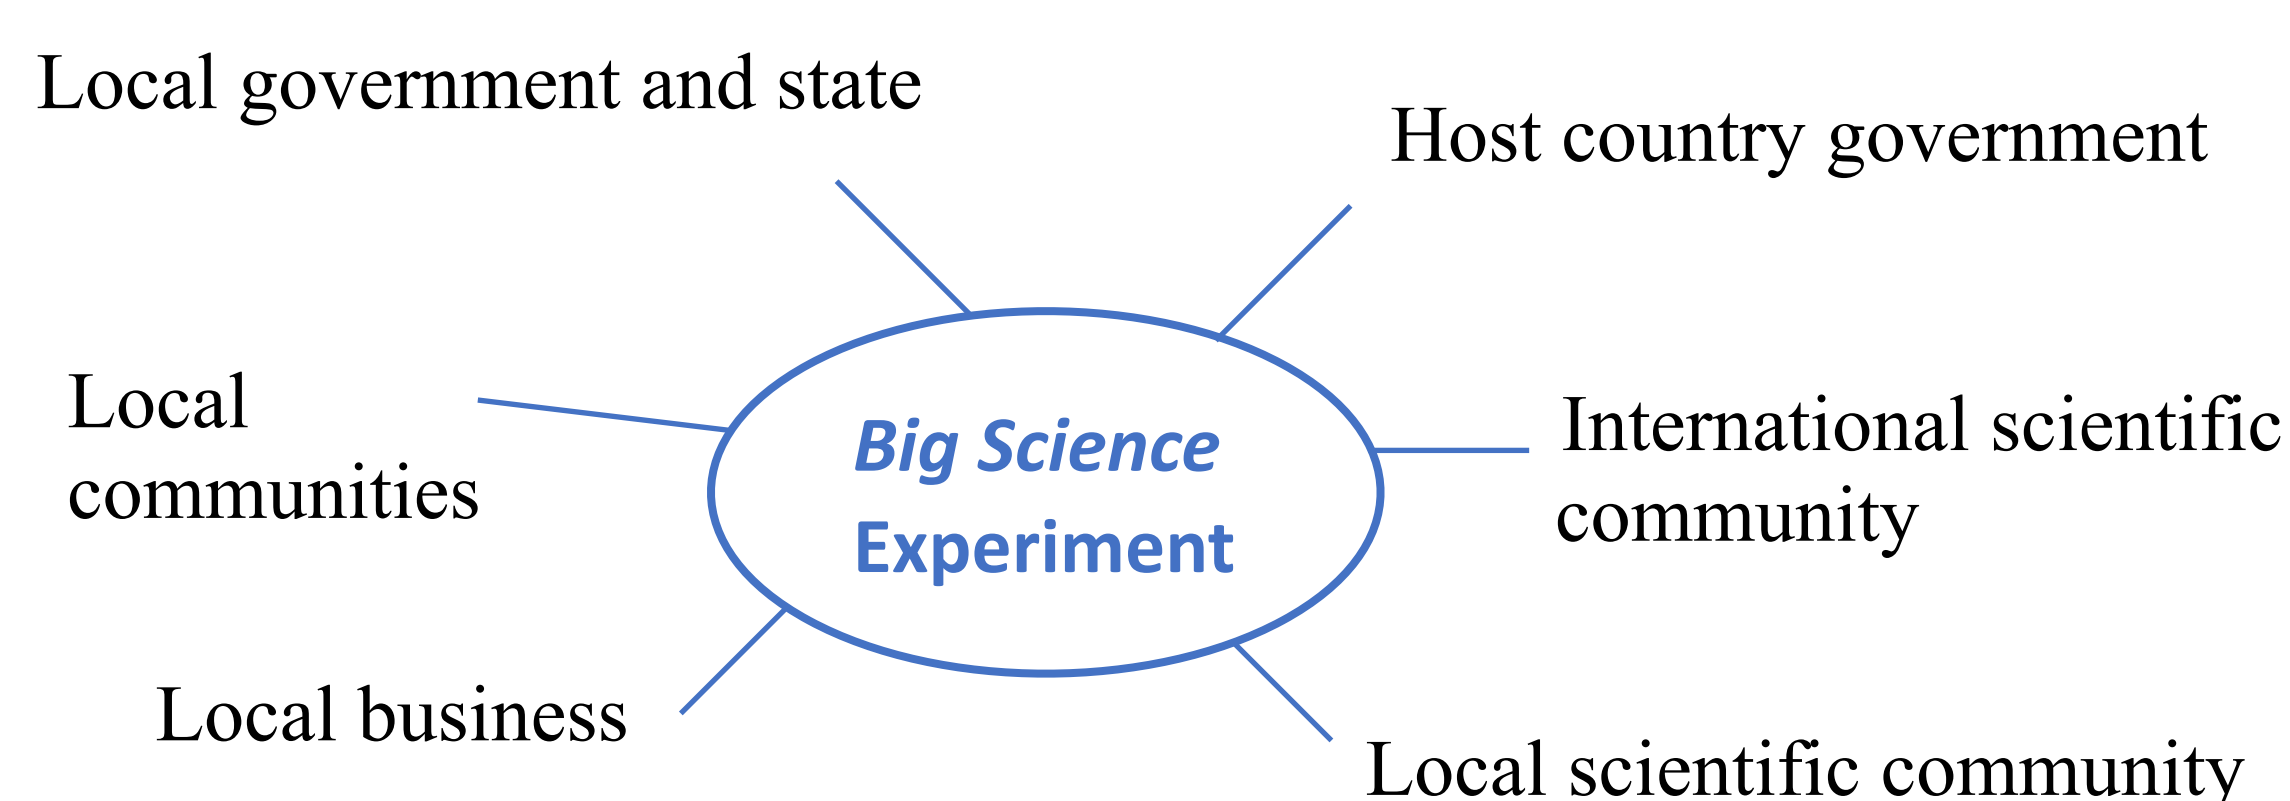 Local government and state
Host country government
Local
communities
Big Science
Experiment
International scientific
community
Local business
Local scientific community